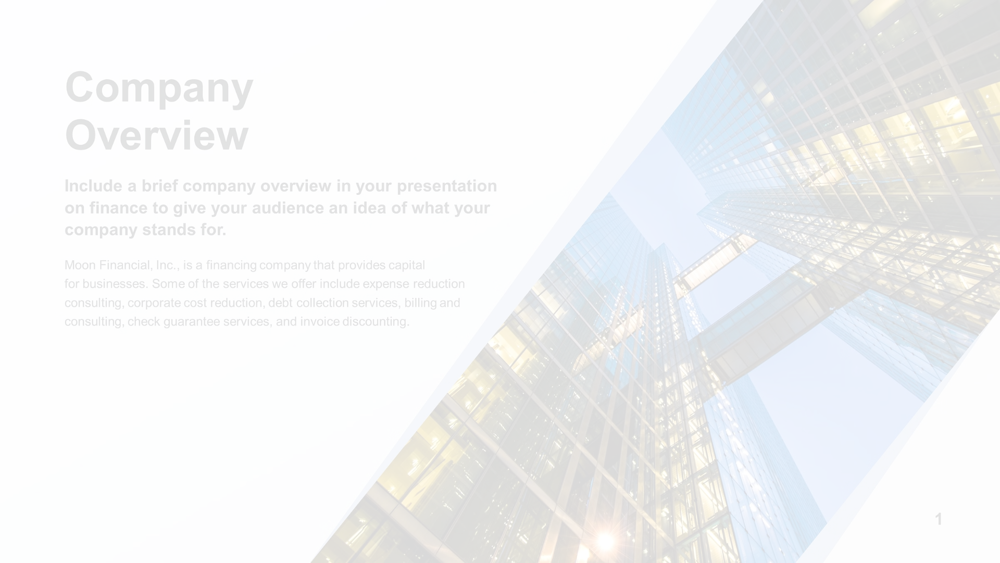 Company
Overview
Include a brief company overview in your presentation
on finance to give your audience an idea of what your
company stands for.
Moon Financial, Inc., is a financing company that provides capital
for businesses. Some of the services we offer include expense reduction
consulting, corporate cost reduction, debt collection services, billing and
consulting, check guarantee services, and invoice discounting.
1